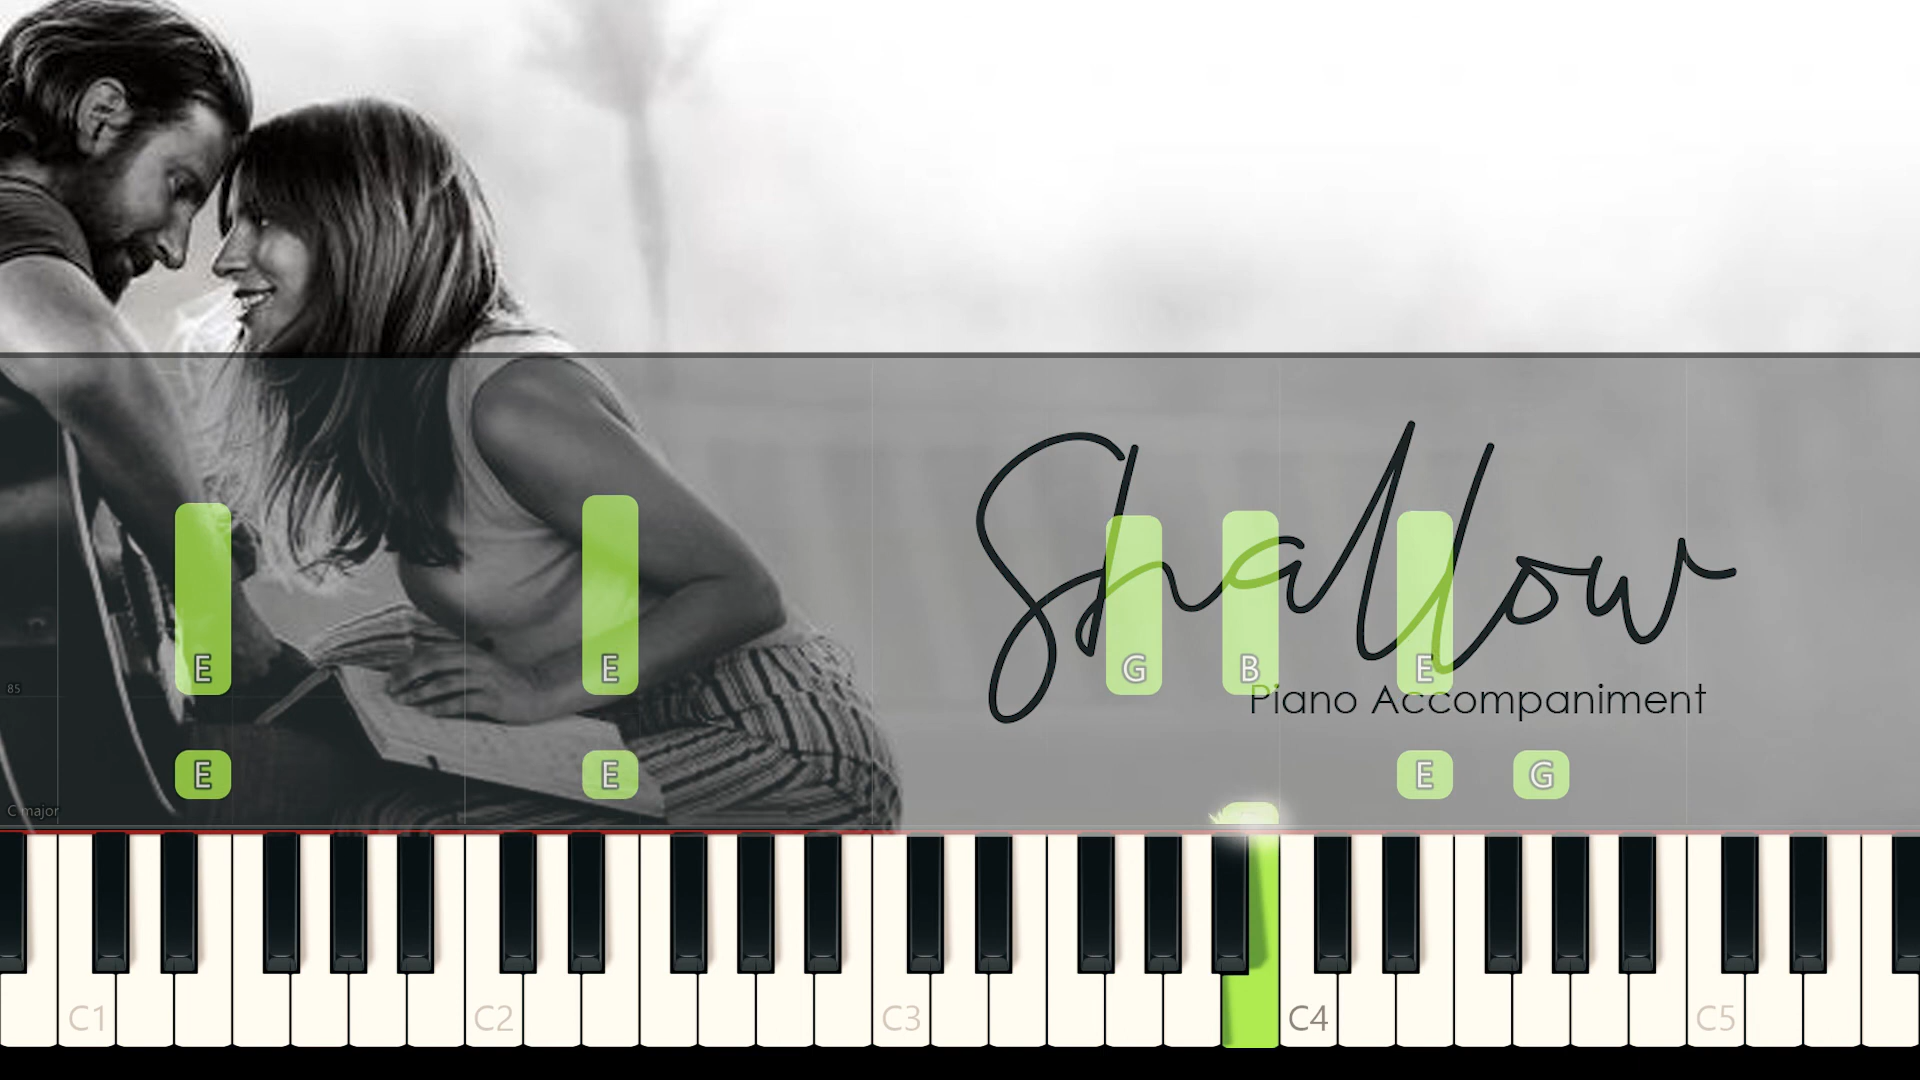 Shallow
E E G B E
Piano Accompaniment
85
E E E G
C major
C1 C2 C3 C4 C5